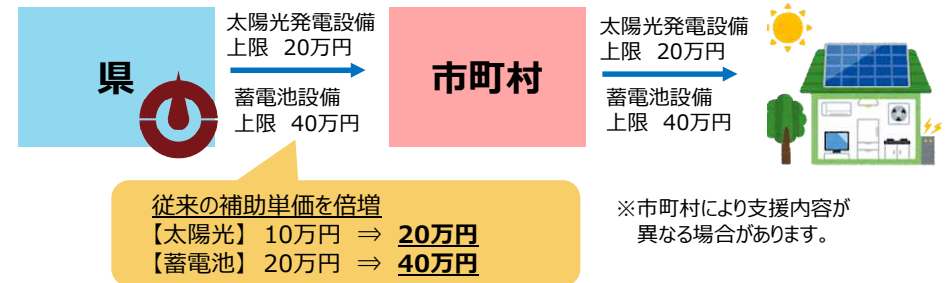 県
太陽光発電設備
上限 20万円
蓄電池設備
上限 40万円
市町村
太陽光発電設備
上限 20万円
蓄電池設備
上限 40万円
従来の補助単価を倍増
【太陽光】 10万円 ⇒ 20万円
【蓄電池】 20万円 ⇒ 40万円
※市町村により支援内容が
異なる場合があります。